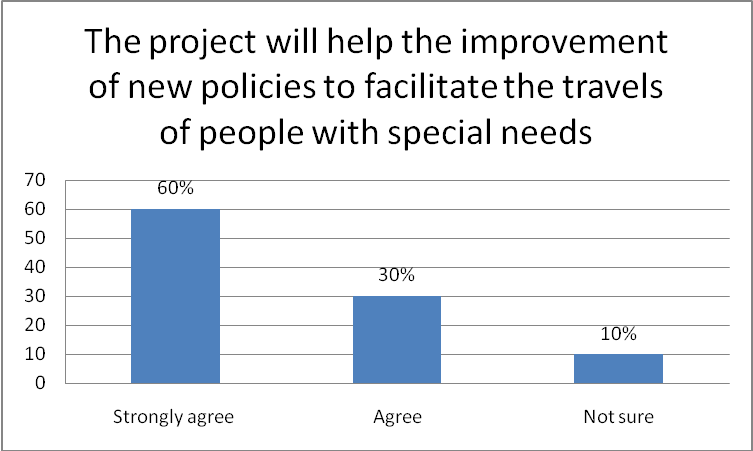 The project will help the improvement
of new policies to facilitate the travels
of people with special needs
70
60
50
40
30
20
10
0
60%
30%
10%
Strongly agree
Agree
Not sure